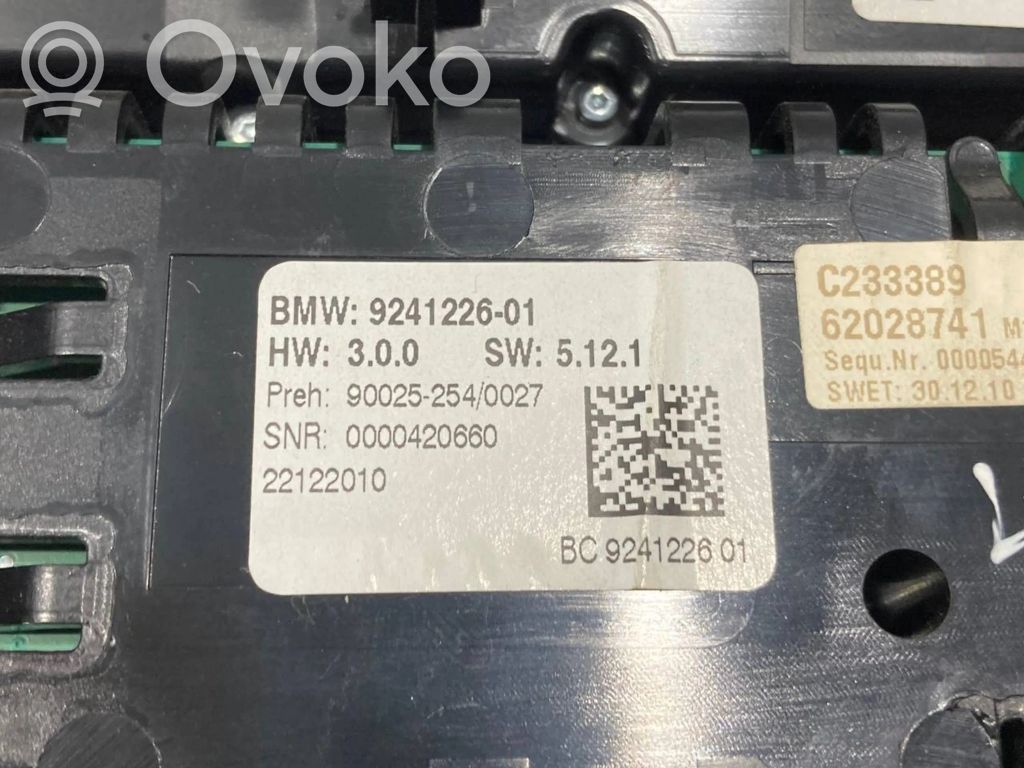 Ovoko
BMW: 9241226-01
HW: 3.0.0 SW: 5.12.1
Preh: 90025-254/0027
SNR: 0000420660
22122010
BC 9241226 01
C233389
62028741
Sequ.Nr. 0000544
SWET: 30.12.10